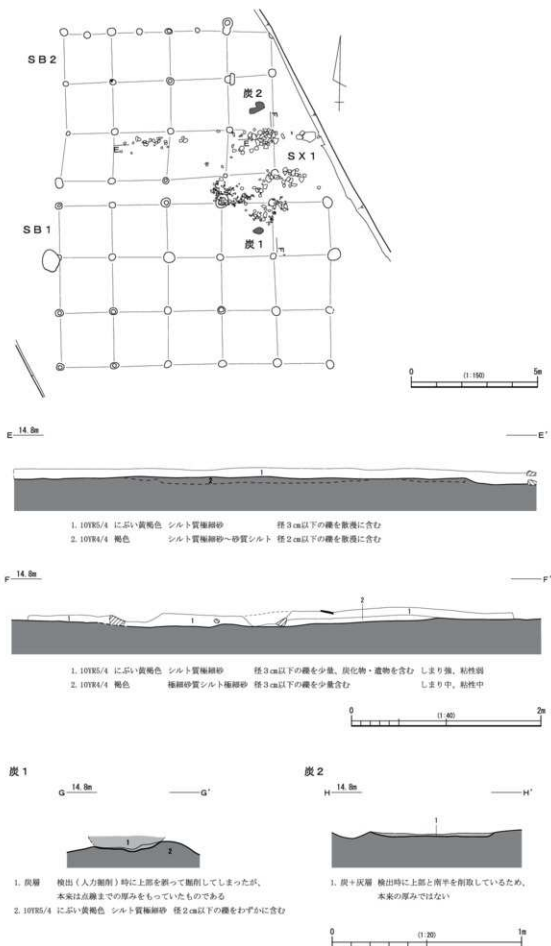 SB2
炭2
F
E
E'
SX1
SB1
炭1
F'
0 (1:150) 5m
E 14.8m E'
1
2
1. 10YR5/4 にぶい黄褐色 シルト質極細砂 径3cm以下の礫を散漫に含む
2. 10YR4/4 褐色 シルト質極細砂～砂質シルト 径2cm以下の礫を散漫に含む
F 14.8m F'
2
1 1 1
1. 10YR5/4 にぶい黄褐色 シルト質極細砂 径3cm以下の礫を少量、炭化物・遺物を含む しまり強、粘性弱
2. 10YR4/4 褐色 極細砂質シルト極細砂 径3cm以下の礫を少量含む しまり中、粘性中
0 (1:40) 2m
炭1
G 14.8m G'
1
2
1. 炭層 検出(人力掘削)時に上部を誤って掘削してしまったが、
本来は点線までの厚みをもっていたものである
2. 10YR5/4 にぶい黄褐色 シルト質極細砂 径2cm以下の礫をわずかに含む
炭2
H 14.8m H'
1
1. 炭+灰層 検出時に上部と南半を削取しているため、
本来の厚みではない
0 (1:20) 1m